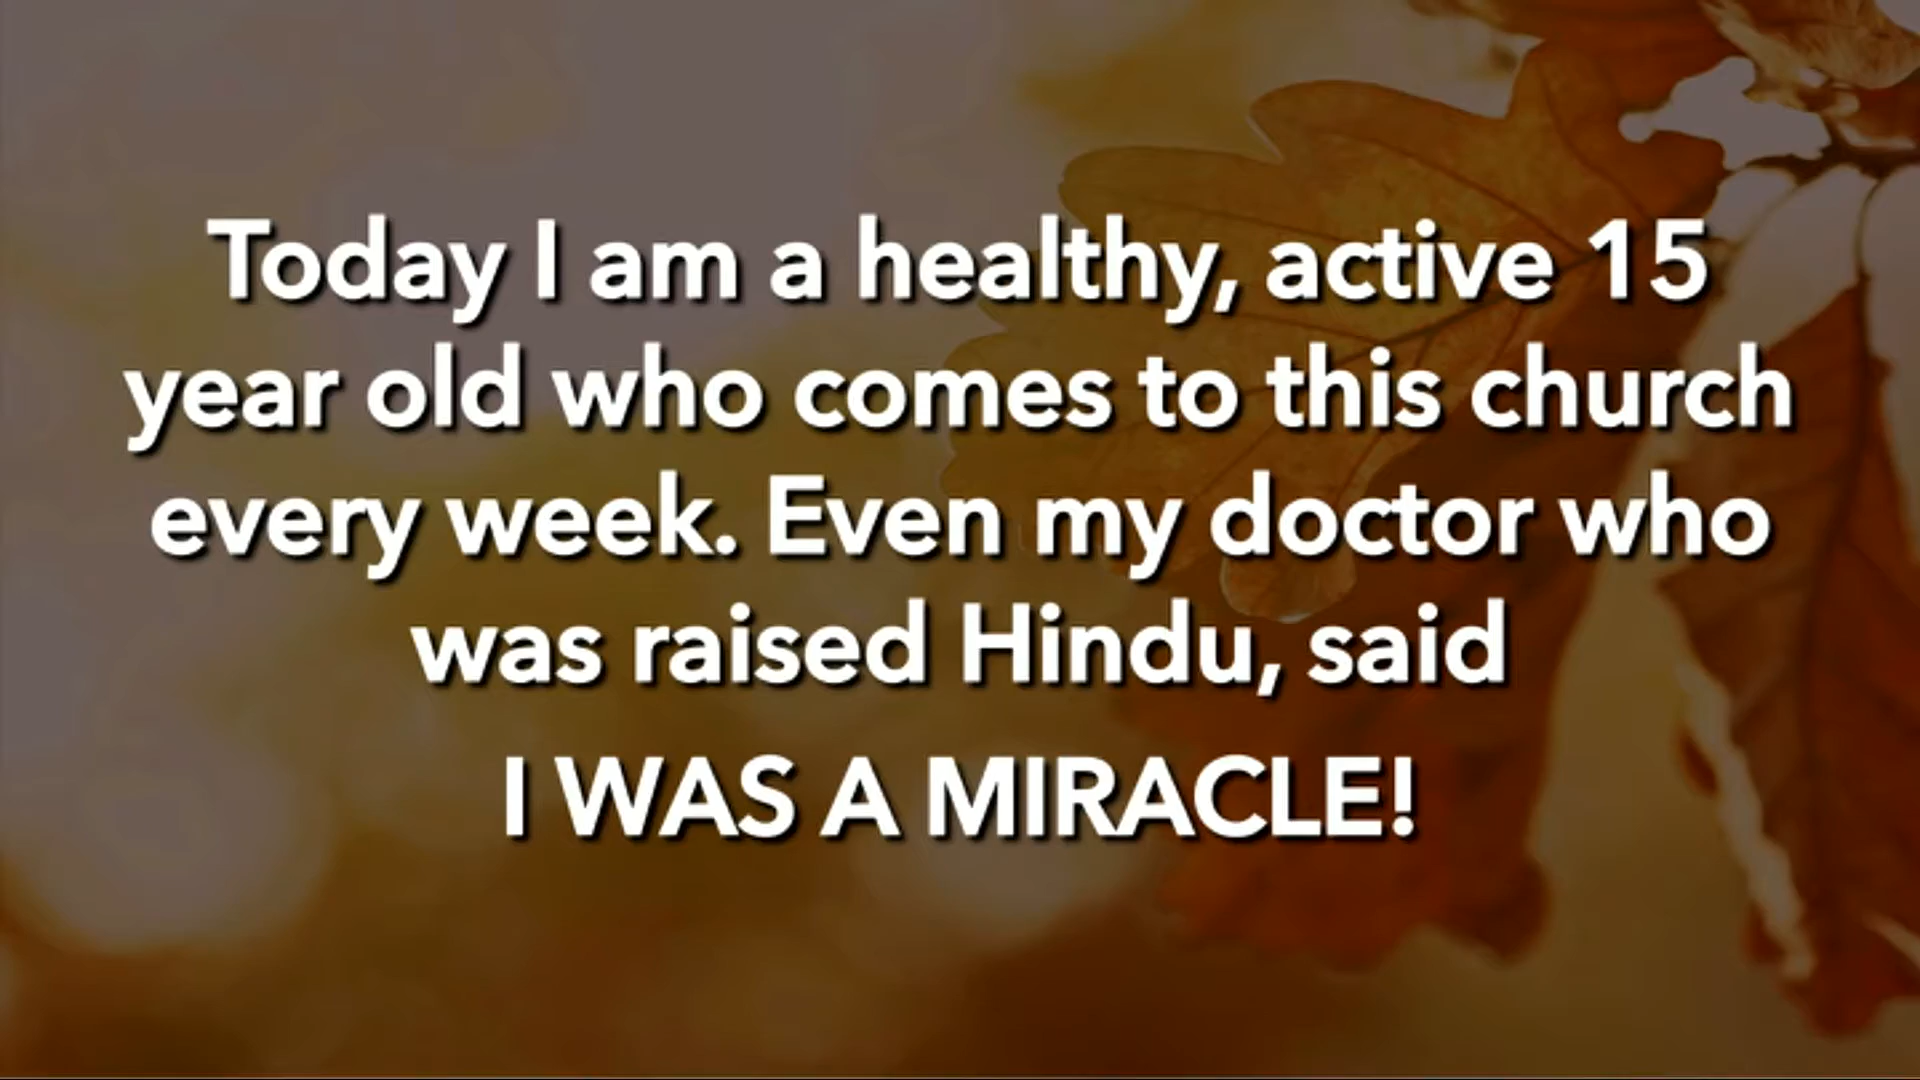 Today I am a healthy, active 15
year old who comes to this church
every week. Even my doctor who
was raised Hindu, said
I WAS A MIRACLE!